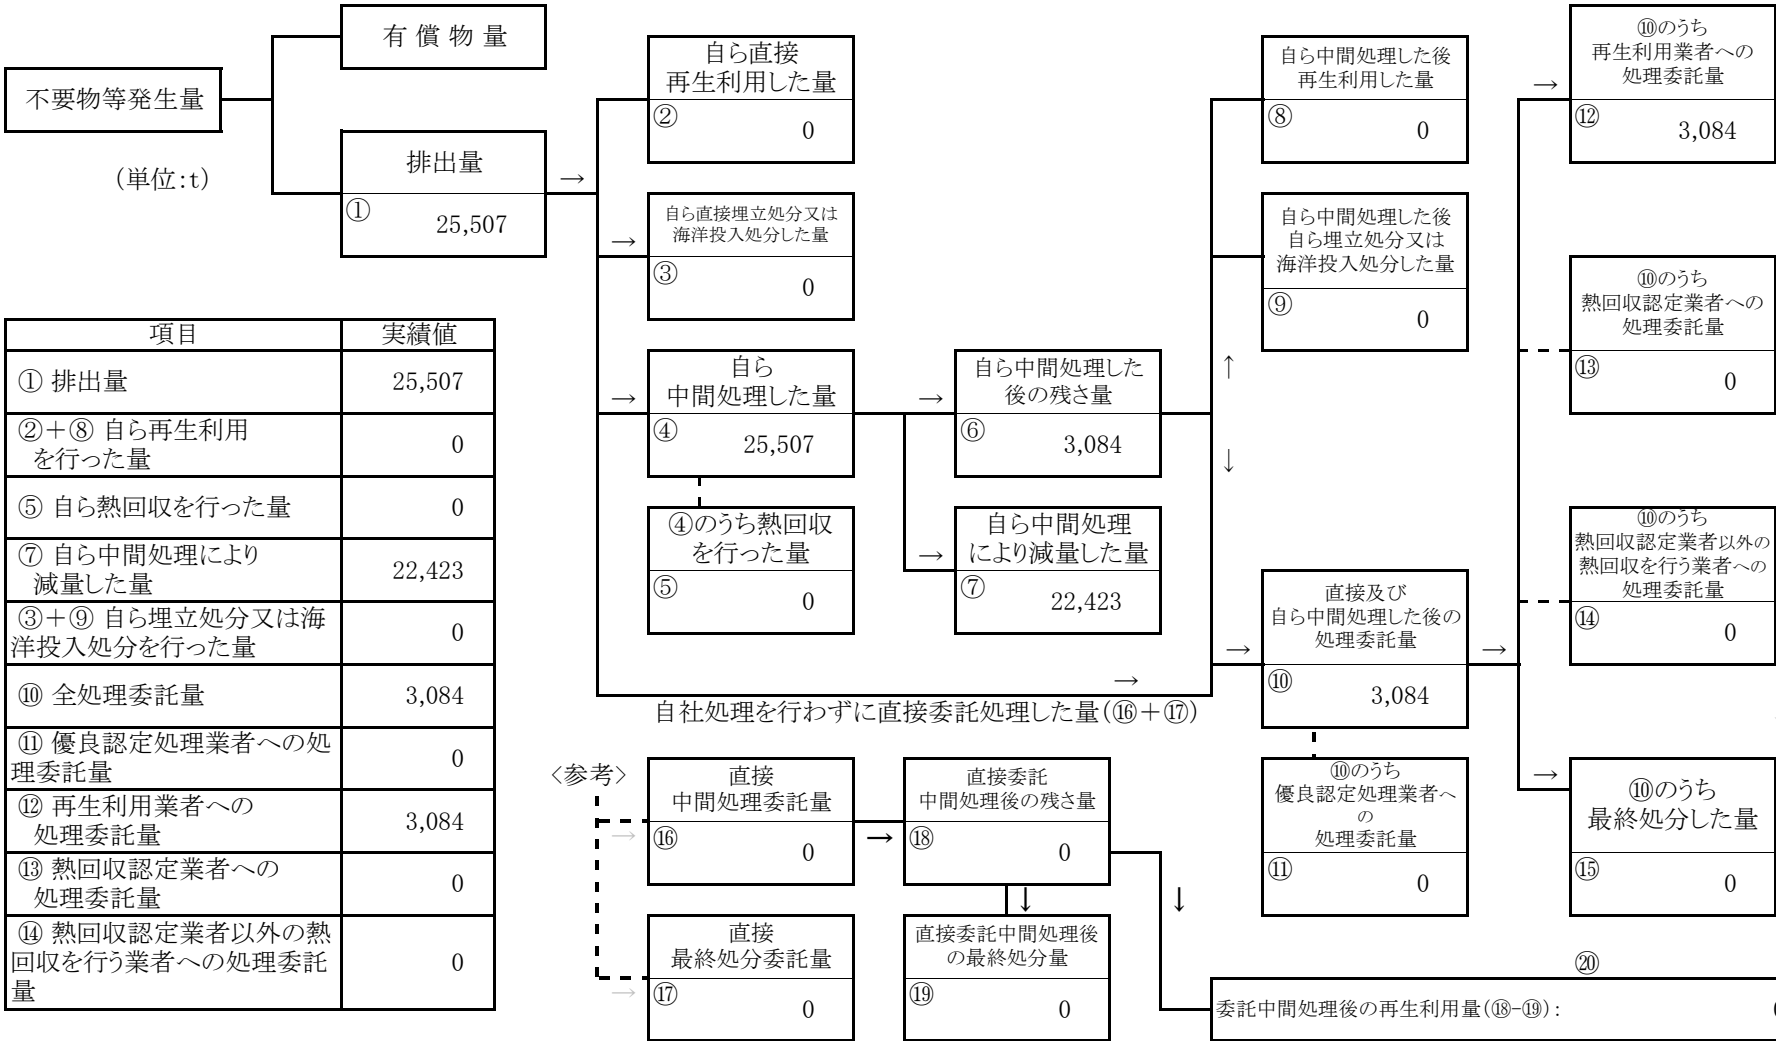 有 償 物 量
不要物等発生量
(単位:t)
排出量
→
①
25,507
自ら直接
再生利用した量
②
0
自ら直接埋立処分又は
海洋投入処分した量
→
③
0
自ら
中間処理した量
→
④
25,507
④のうち熱回収
を行った量
⑤
0
自ら中間処理した
後の残さ量
→
⑥
3,084
自ら中間処理
により減量した量
→
⑦
22,423
自ら中間処理した後
再生利用した量
⑧
0
自ら中間処理した後
自ら埋立処分又は
海洋投入処分した量
⑨
0
↑
↓
直接及び
自ら中間処理した後の
処理委託量
→
⑩
3,084
→
自社処理を行わずに直接委託処理した量(⑯+⑰)
⑩のうち
優良認定処理業者へ
の
処理委託量
⑪
0
⑩のうち
再生利用業者への
処理委託量
→
⑫
3,084
⑩のうち
熱回収認定業者への
処理委託量
⑬
0
⑩のうち
熱回収認定業者以外の
熱回収を行う業者への
処理委託量
⑭
0
→
→
⑩のうち
最終処分した量
⑮
0
項目 実績値
① 排出量 25,507
②+⑧ 自ら再生利用
を行った量 0
⑤ 自ら熱回収を行った量 0
⑦ 自ら中間処理により
減量した量 22,423
③+⑨ 自ら埋立処分又は海
洋投入処分を行った量 0
⑩ 全処理委託量 3,084
⑪ 優良認定処理業者への処
理委託量 0
⑫ 再生利用業者への
処理委託量 3,084
⑬ 熱回収認定業者への
処理委託量 0
⑭ 熱回収認定業者以外の熱
回収を行う業者への処理委託
量 0
<参考>
直接
中間処理委託量
→
⑯
0
直接委託
中間処理後の残さ量
→
⑱
0
↓
↓
直接
最終処分委託量
→
⑰
0
直接委託中間処理後
の最終処分量
⑲
0
⑳
委託中間処理後の再生利用量(⑱-⑲):